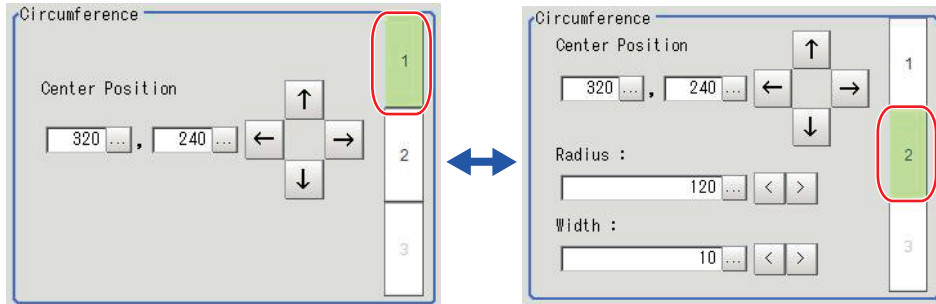 Circumference
Center Position
320 ... , 240 ... ← ↑ → ↓
1
2
3
Circumference
Center Position
320 ... , 240 ... ← ↑ → ↓
Radius :
120 ... < >
Width :
10 ... < >
1
2
3